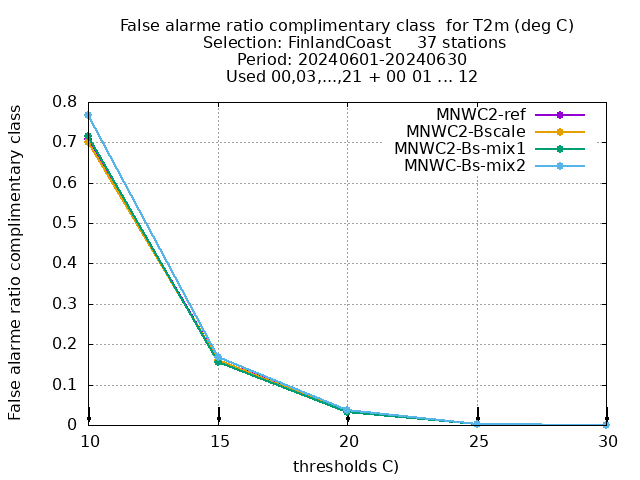 False alarme ratio complimentary class  for T2m (deg C)
Selection: FinlandCoast     37 stations
Period: 20240601-20240630
Used 00,03,...,21 + 00 01 ... 12
False alarme ratio complimentary class
0.8
0.7
0.6
0.5
0.4
0.3
0.2
0.1
0
MNWC2-ref
MNWC2-Bscale
MNWC2-Bs-mix1
MNWC-Bs-mix2
10 15 20 25 30
thresholds C)